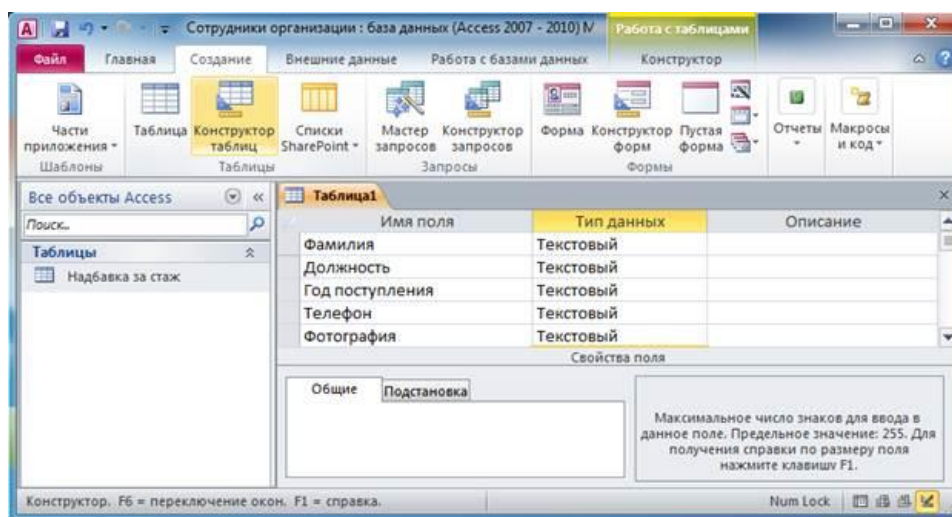 Сотрудники организации : база данных (Access 2007 - 2010) M
Работа с таблицами
Файл Главная Создание Внешние данные Работа с базами данных Конструктор
Части приложения
Таблица
Конструктор таблиц
Списки SharePoint
Мастер запросов
Конструктор запросов
Форма
Конструктор форм
Пустая форма
Отчеты
Макросы и код
Шаблоны Таблицы Запросы Формы
Все объекты Access
Поиск...
Таблицы
Надбавка за стаж
Таблица1
Имя поля Тип данных Описание
Фамилия Текстовый
Должность Текстовый
Год поступления Текстовый
Телефон Текстовый
Фотография Текстовый
Свойства поля
Общие Подстановка
Максимальное число знаков для ввода в
данное поле. Предельное значение: 255. Для
получения справки по размеру поля
нажмите клавишу F1.
Конструктор. F6 = переключение окон. F1 = справка. Num Lock